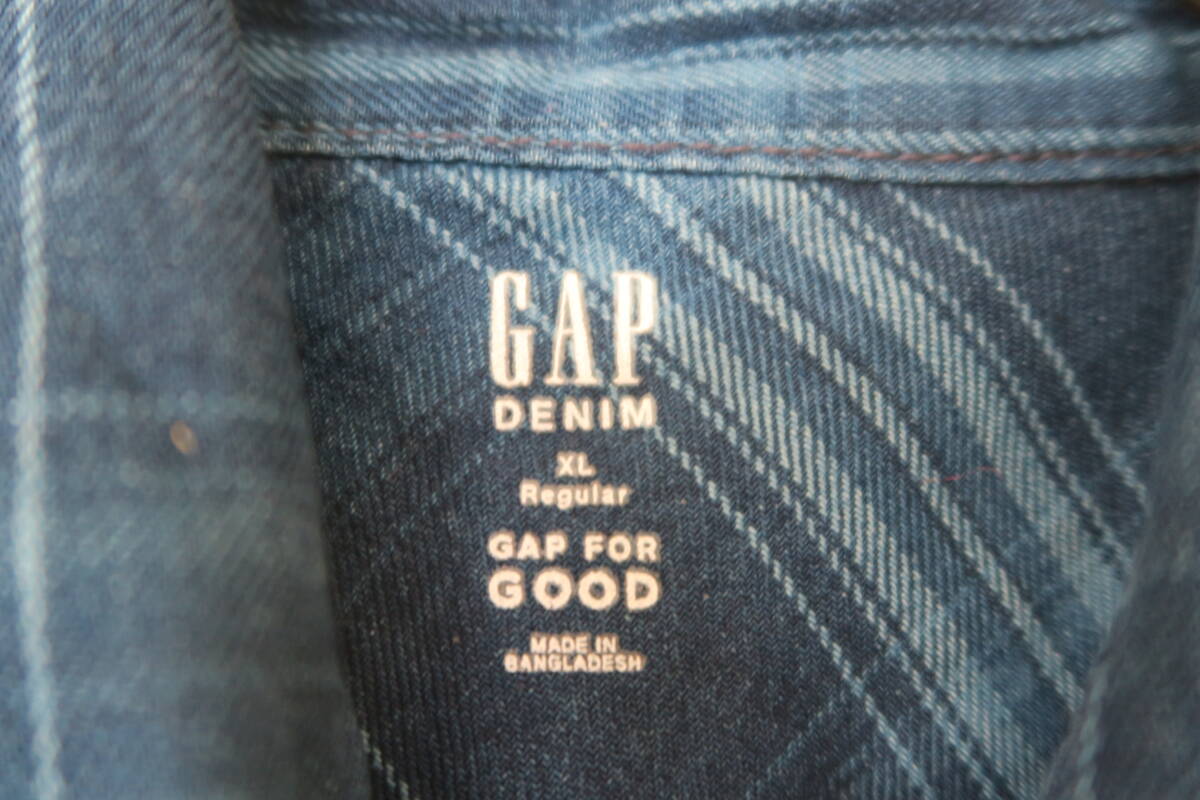 GAP
DENIM
XL
Regular
GAP FOR
GOOD
MADE IN
BANGLADESH